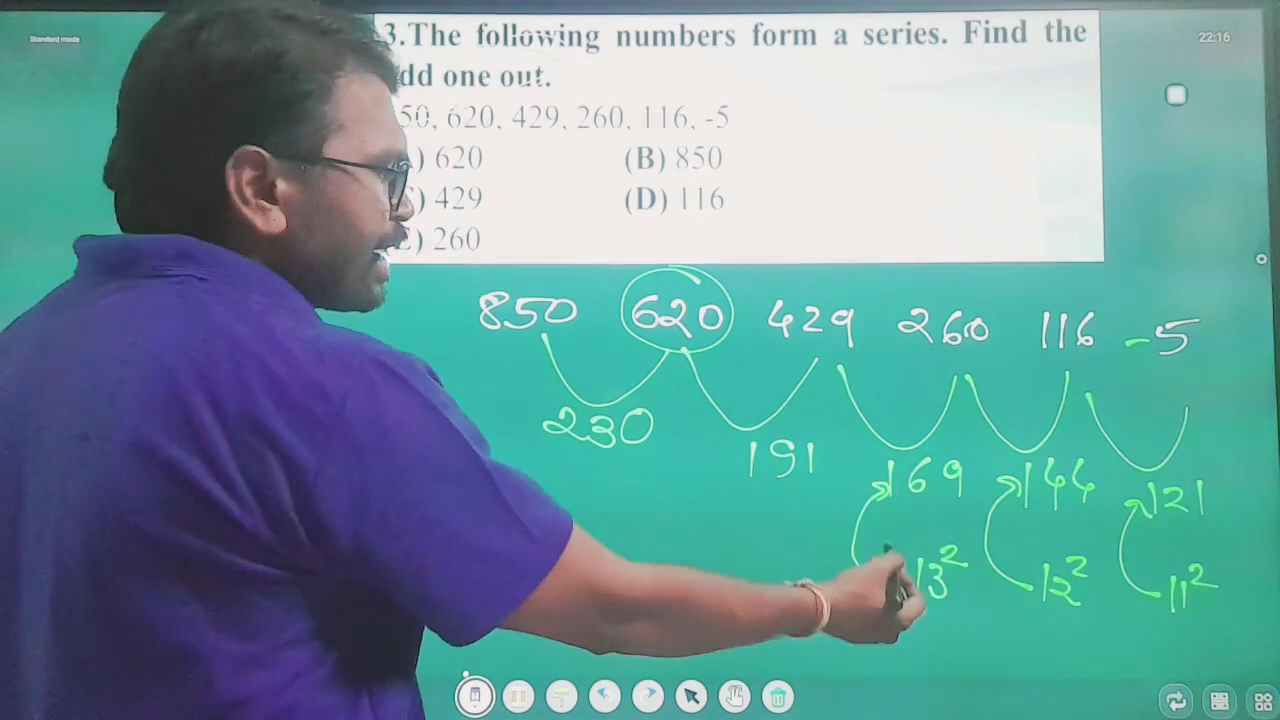 Standard mode
22:16
3.The following numbers form a series. Find the
dd one out.
50, 620, 429, 260, 116, -5
) 620 (B) 850
) 429 (D) 116
) 260
850 620 429 260 116 -5
230 191 169 144 121
13² 12² 11²